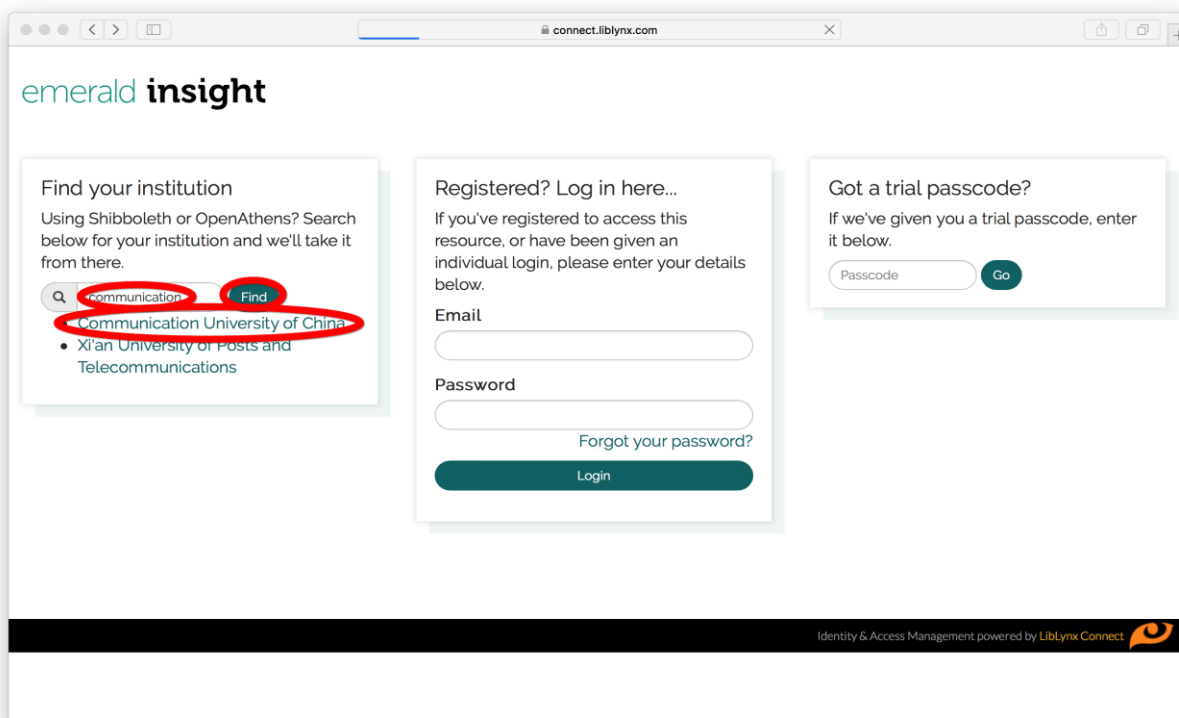 connect.liblynx.com
emerald insight
Find your institution
Using Shibboleth or OpenAthens? Search
below for your institution and we'll take it
from there.
communication Find
Communication University of China
Xi'an University of Posts and
Telecommunications
Registered? Log in here...
If you've registered to access this
resource, or have been given an
individual login, please enter your details
below.
Email
Password
Forgot your password?
Login
Got a trial passcode?
If we've given you a trial passcode, enter
it below.
Passcode Go
Identity & Access Management powered by LibLynx Connect